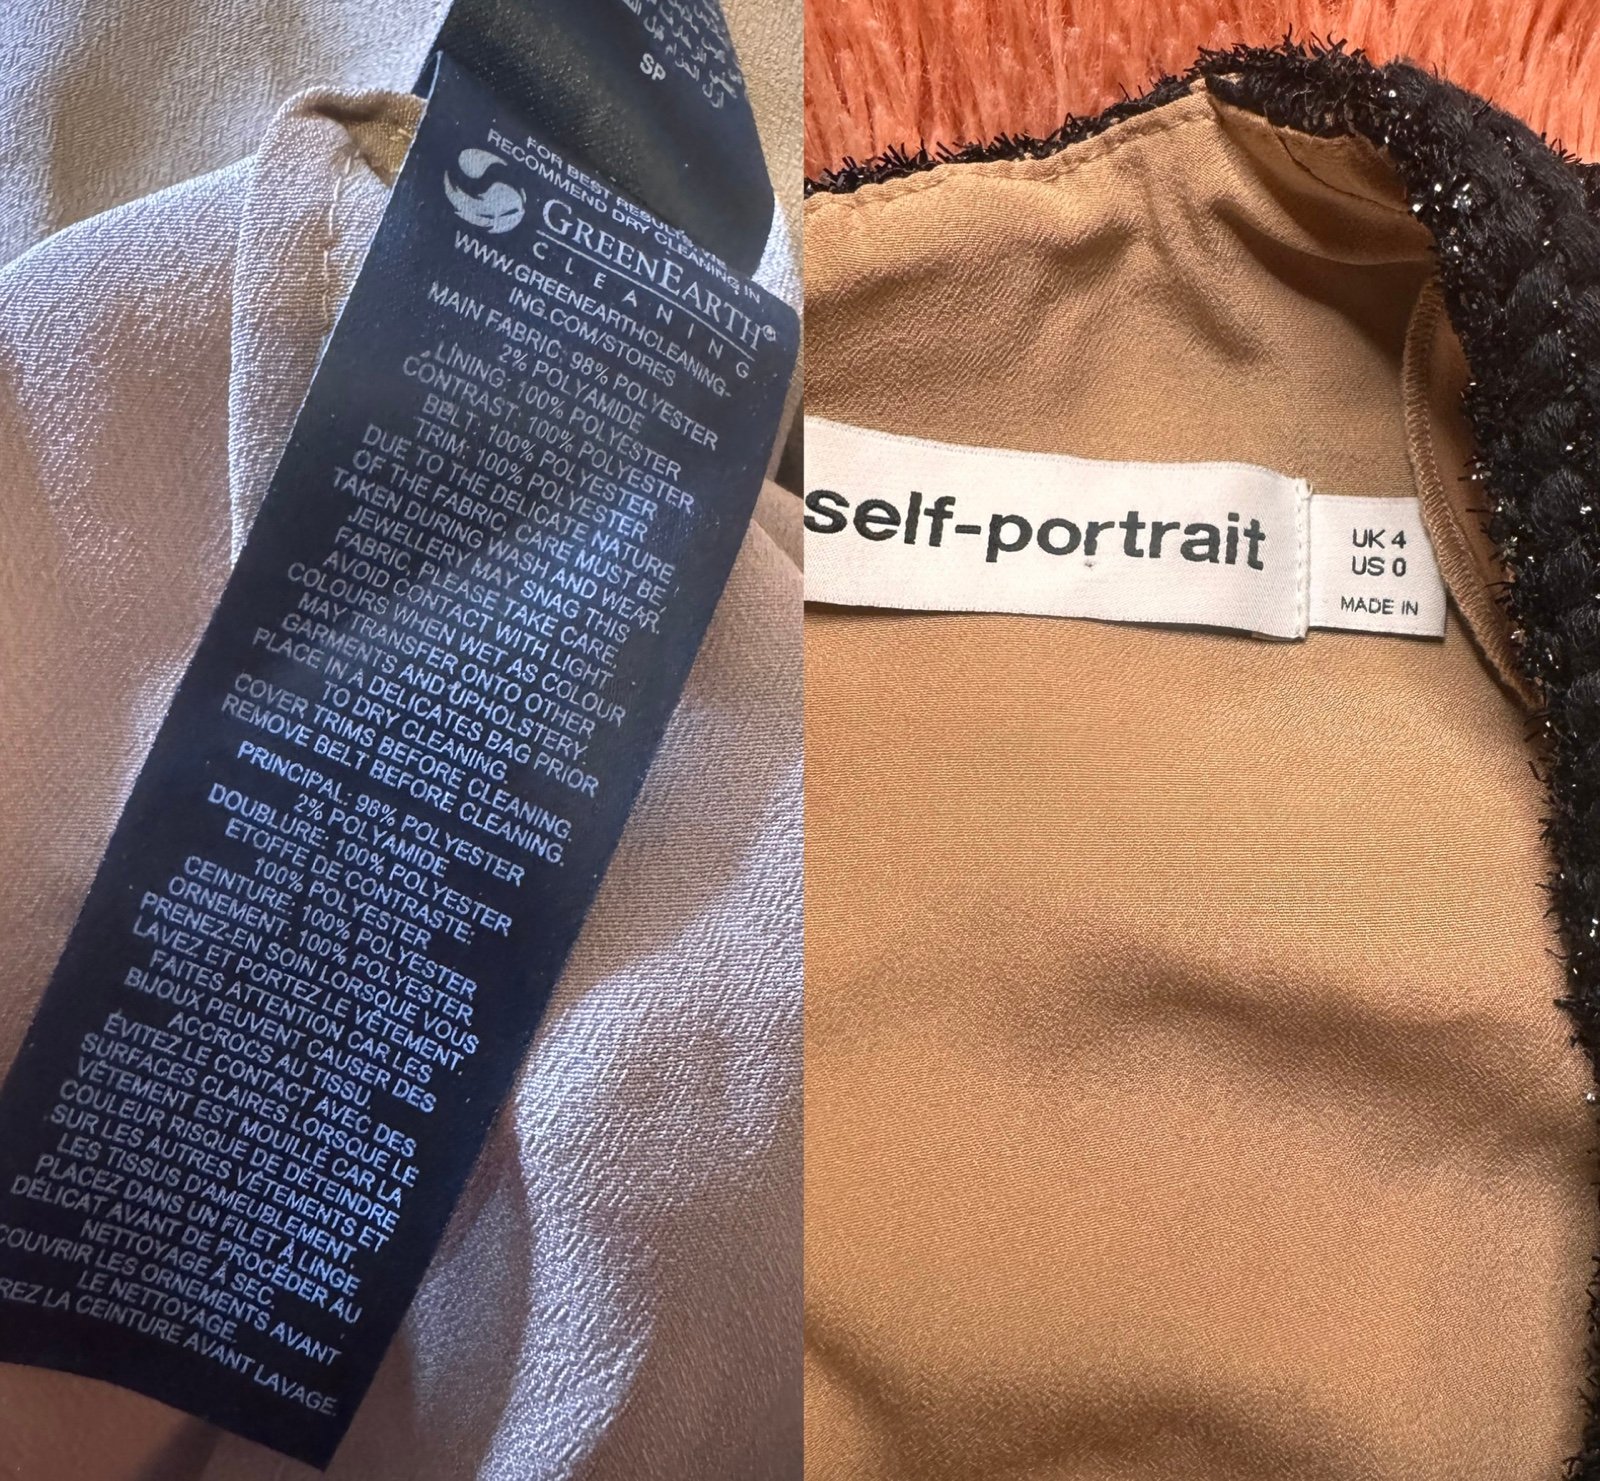 SP
FOR BEST RESULTS WE
RECOMMEND DRY CLEANING IN
GREENEARTH®
CLEANING
WWW.GREENEARTHCLEANING-
ING.COM/STORES
MAIN FABRIC: 98% POLYESTER
2% POLYAMIDE
LINING: 100% POLYESTER
CONTRAST: 100% POLYESTER
BELT: 100% POLYESTER
TRIM: 100% POLYESTER
DUE TO THE DELICATE NATURE
OF THE FABRIC, CARE MUST BE
TAKEN DURING WASH AND WEAR.
JEWELLERY MAY SNAG THIS
FABRIC, PLEASE TAKE CARE.
AVOID CONTACT WITH LIGHT
COLOURS WHEN WET AS COLOUR
MAY TRANSFER ONTO OTHER
GARMENTS AND UPHOLSTERY.
PLACE IN A DELICATES BAG PRIOR
TO DRY CLEANING.
COVER TRIMS BEFORE CLEANING.
REMOVE BELT BEFORE CLEANING.
PRINCIPAL: 98% POLYESTER
2% POLYAMIDE
DOUBLURE: 100% POLYESTER
ETOFFE DE CONTRASTE:
100% POLYESTER
CEINTURE: 100% POLYESTER
ORNEMENT: 100% POLYESTER
PRENEZ-EN SOIN LORSQUE VOUS
LAVEZ ET PORTEZ LE VÊTEMENT.
FAITES ATTENTION CAR LES
BIJOUX PEUVENT CAUSER DES
ACCROCS AU TISSU.
ÉVITEZ LE CONTACT AVEC DES
SURFACES CLAIRES LORSQUE LE
VÊTEMENT EST MOUILLÉ CAR LA
COULEUR RISQUE DE DÉTEINDRE
SUR LES AUTRES VÊTEMENTS ET
LES TISSUS D'AMEUBLEMENT.
PLACEZ DANS UN FILET À LINGE
DÉLICAT AVANT DE PROCÉDER AU
NETTOYAGE À SEC.
COUVRIR LES ORNEMENTS AVANT
LE NETTOYAGE.
REZ LA CEINTURE AVANT LAVAGE.
self-portrait
UK 4
US 0
MADE IN